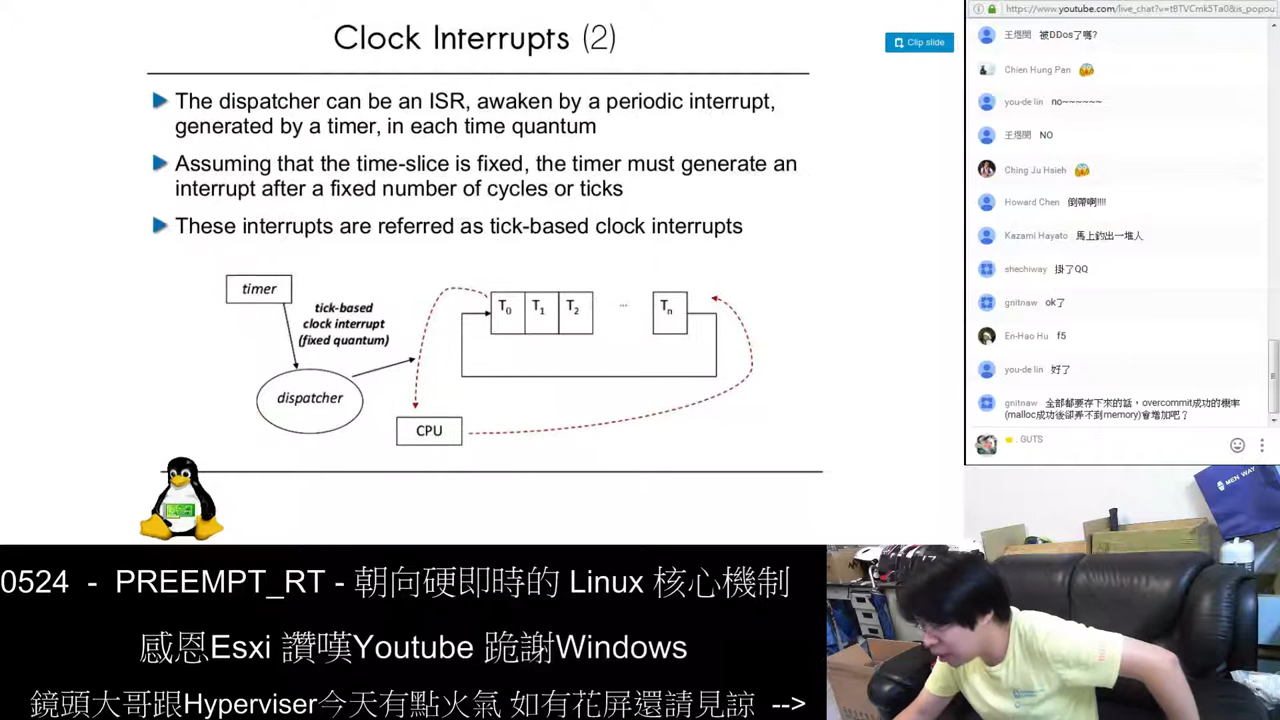 Clock Interrupts (2)
Clip slide
The dispatcher can be an ISR, awaken by a periodic interrupt,
generated by a timer, in each time quantum
Assuming that the time-slice is fixed, the timer must generate an
interrupt after a fixed number of cycles or ticks
These interrupts are referred as tick-based clock interrupts
timer
tick-based
clock interrupt
(fixed quantum)
T0 T1 T2 ... Tn
dispatcher
CPU
https://www.youtube.com/live_chat?v=t8TVCmk5Ta0&is_popou
王煜閔 被DDos了嗎?
Chien Hung Pan 😱
you-de lin no~~~~~~
王煜閔 NO
Ching Ju Hsieh 😱
Howard Chen 倒帶啊!!!!
Kazami Hayato 馬上釣出一堆人
shechiway 掛了QQ
gnitnaw ok了
En-Hao Hu f5
you-de lin 好了
gnitnaw 全部都要存下來的話，overcommit成功的機率
(malloc成功後卻弄不到memory)會增加吧？
. GUTS
MEN WAY
0524 - PREEMPT_RT - 朝向硬即時的 Linux 核心機制
感恩Esxi 讚嘆Youtube 跪謝Windows
鏡頭大哥跟Hyperviser今天有點火氣 如有花屏還請見諒 -->